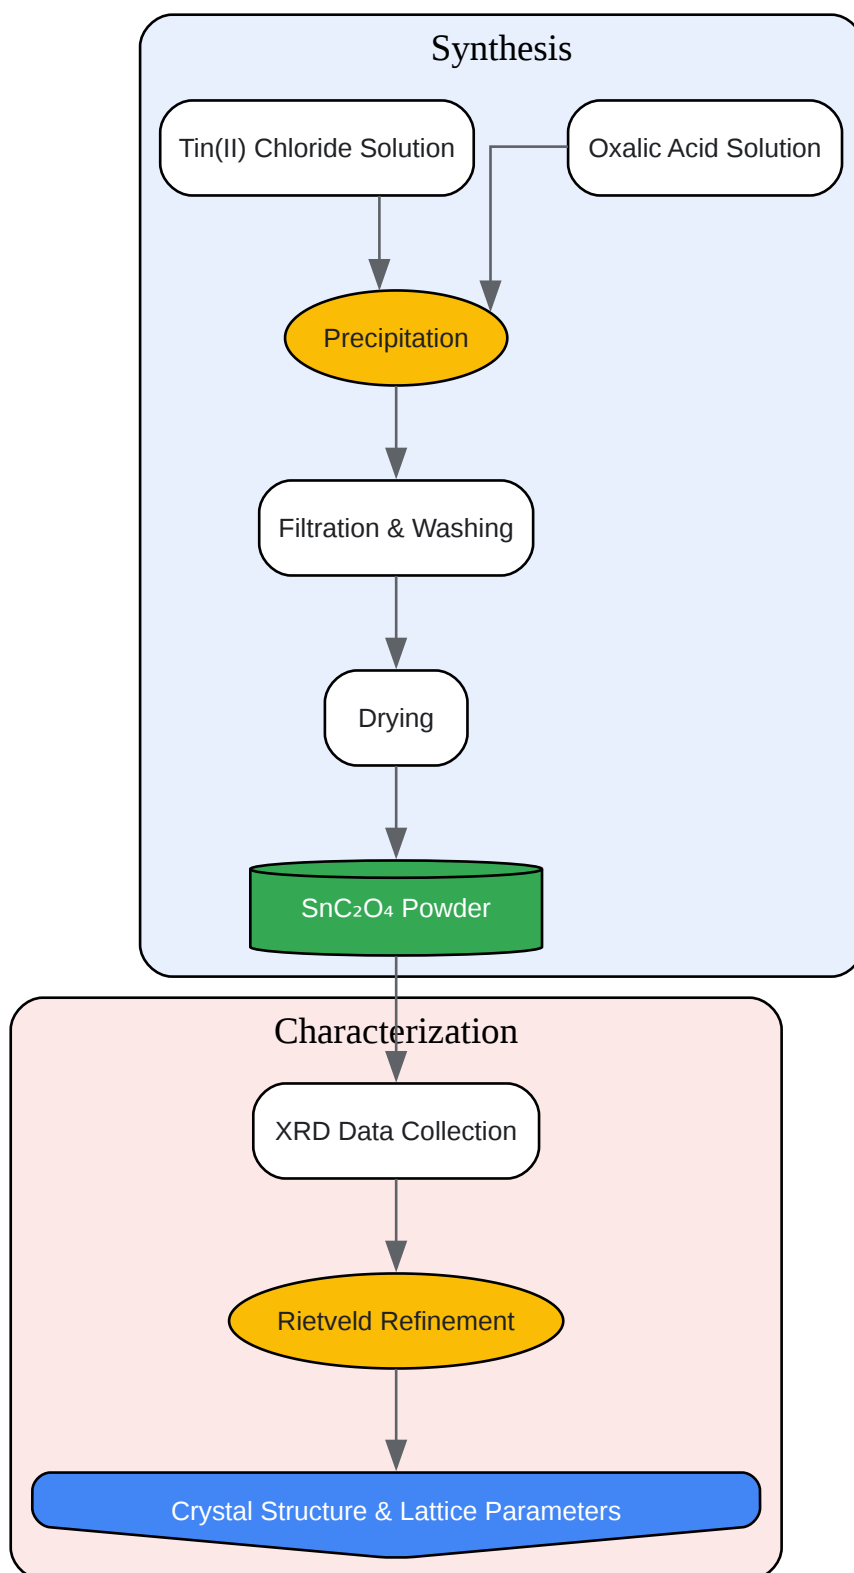 Synthesis
Tin(II) Chloride Solution
Oxalic Acid Solution
Precipitation
Filtration & Washing
Drying
SnC₂O₄ Powder
Characterization
XRD Data Collection
Rietveld Refinement
Crystal Structure & Lattice Parameters